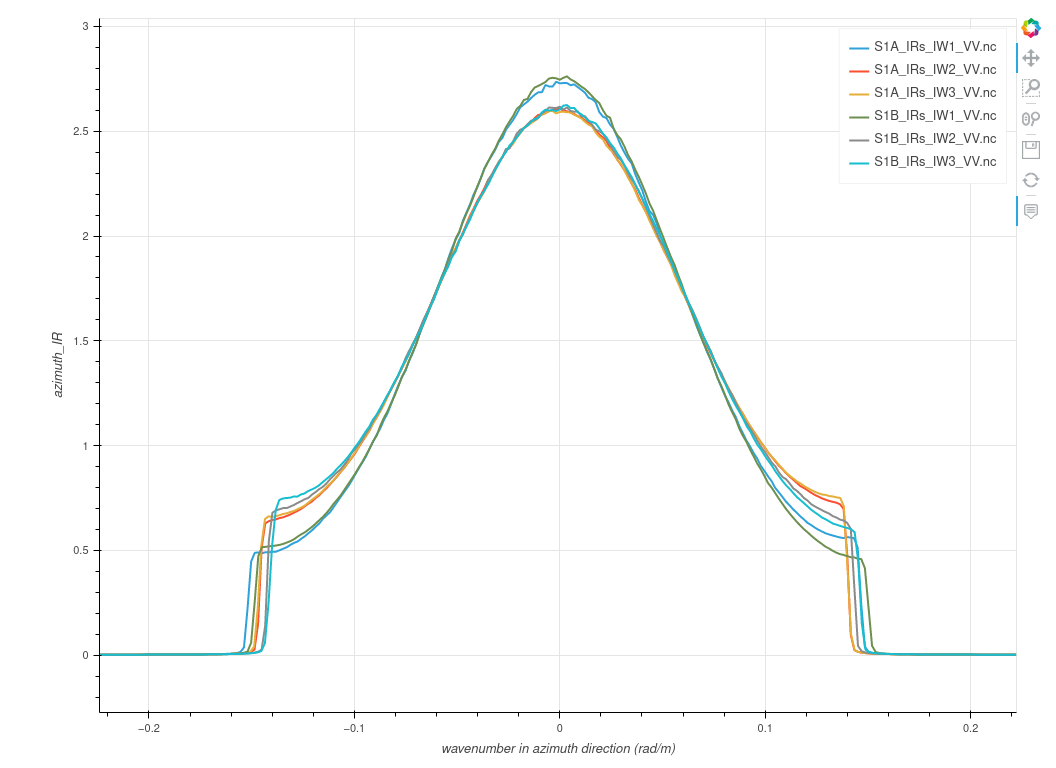 3
2.5
2
1.5
1
0.5
0
azimuth_IR
−0.2
−0.1
0
0.1
0.2
wavenumber in azimuth direction (rad/m)
S1A_IRs_IW1_VV.nc
S1A_IRs_IW2_VV.nc
S1A_IRs_IW3_VV.nc
S1B_IRs_IW1_VV.nc
S1B_IRs_IW2_VV.nc
S1B_IRs_IW3_VV.nc